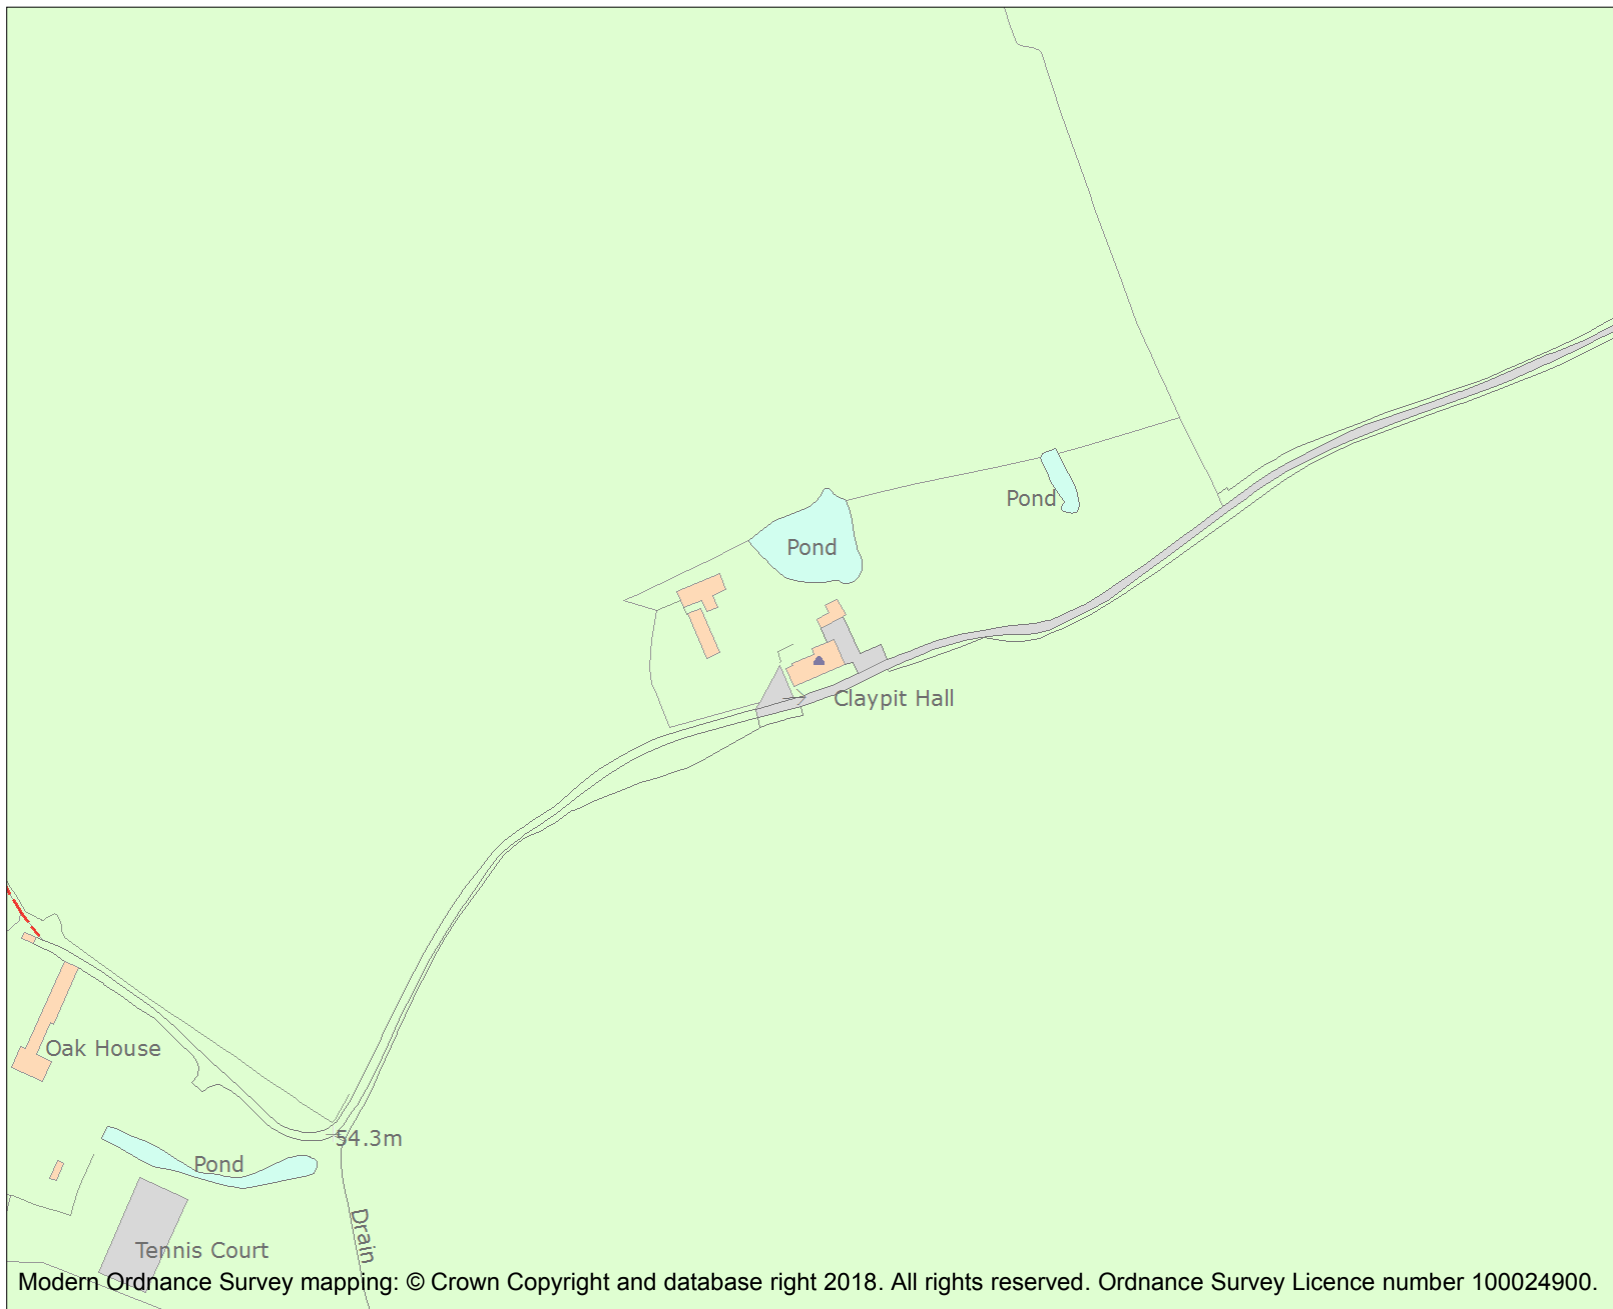 Pond
Pond
Claypit Hall
Oak House
54.3m
Pond
Drain
Tennis Court
Modern Ordnance Survey mapping: © Crown Copyright and database right 2018. All rights reserved. Ordnance Survey Licence number 100024900.